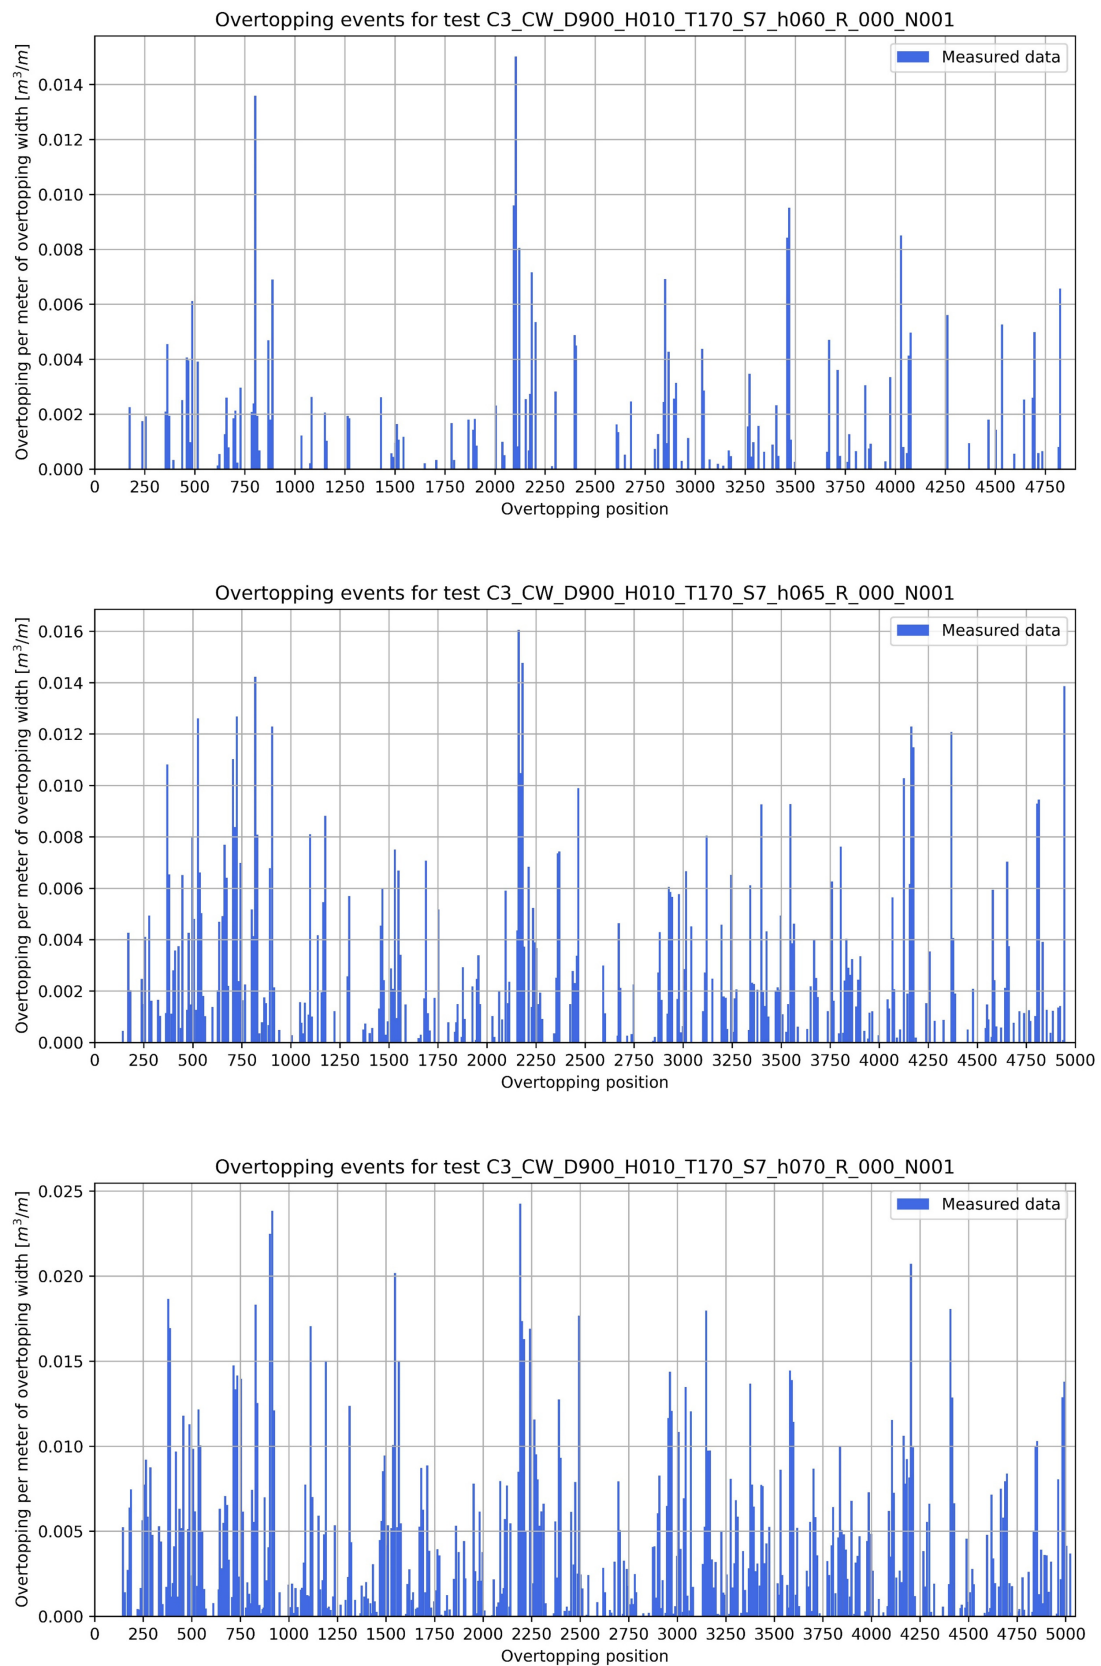 Overtopping events for test C3_CW_D900_H010_T170_S7_h060_R_000_N001
Overtopping per meter of overtopping width [m³/m]
0.014
0.012
0.010
0.008
0.006
0.004
0.002
0.000
Measured data
0 250 500 750 1000 1250 1500 1750 2000 2250 2500 2750 3000 3250 3500 3750 4000 4250 4500 4750
Overtopping position
Overtopping events for test C3_CW_D900_H010_T170_S7_h065_R_000_N001
Overtopping per meter of overtopping width [m³/m]
0.016
0.014
0.012
0.010
0.008
0.006
0.004
0.002
0.000
Measured data
0 250 500 750 1000 1250 1500 1750 2000 2250 2500 2750 3000 3250 3500 3750 4000 4250 4500 4750 5000
Overtopping position
Overtopping events for test C3_CW_D900_H010_T170_S7_h070_R_000_N001
Overtopping per meter of overtopping width [m³/m]
0.025
0.020
0.015
0.010
0.005
0.000
Measured data
0 250 500 750 1000 1250 1500 1750 2000 2250 2500 2750 3000 3250 3500 3750 4000 4250 4500 4750 5000
Overtopping position